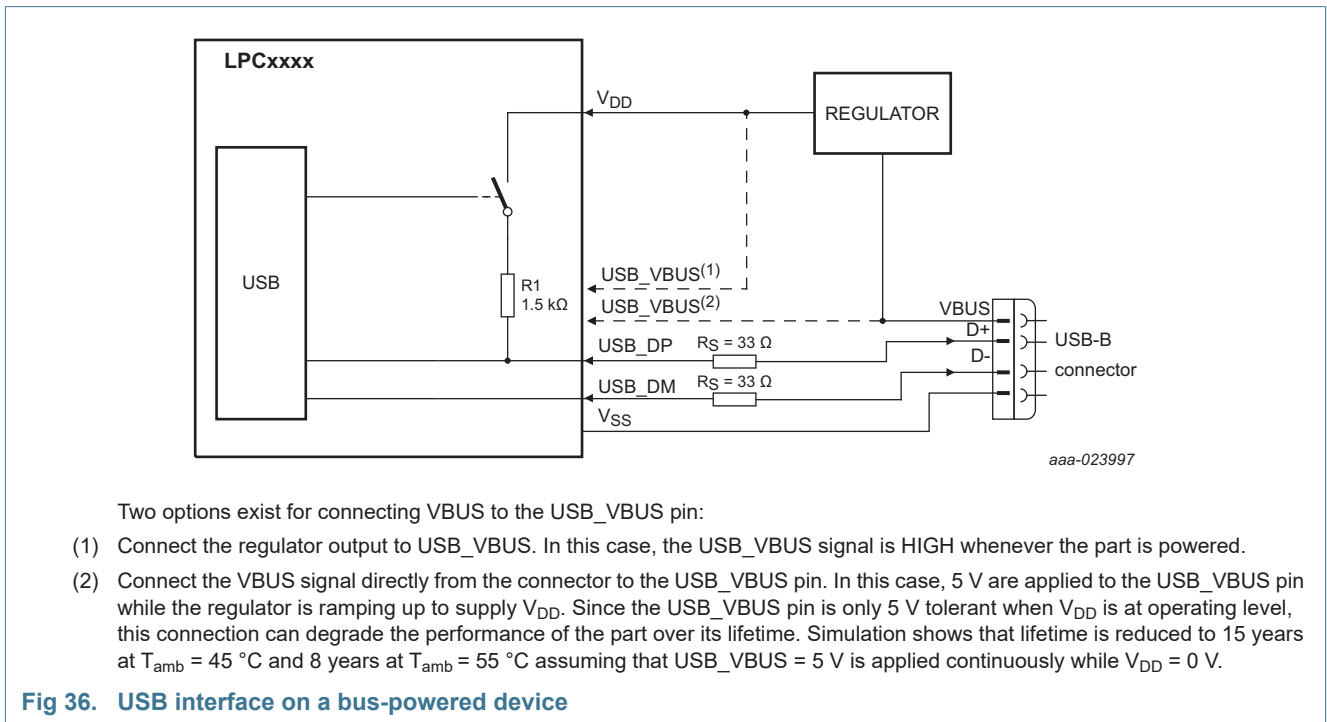 LPCxxxx
VDD
REGULATOR
USB
R1
1.5 kΩ
USB_VBUS(1)
USB_VBUS(2)
VBUS
D+
USB-B
USB_DP
RS = 33 Ω
D-
connector
USB_DM
RS = 33 Ω
VSS
aaa-023997
Two options exist for connecting VBUS to the USB_VBUS pin:
(1) Connect the regulator output to USB_VBUS. In this case, the USB_VBUS signal is HIGH whenever the part is powered.
(2) Connect the VBUS signal directly from the connector to the USB_VBUS pin. In this case, 5 V are applied to the USB_VBUS pin
while the regulator is ramping up to supply VDD. Since the USB_VBUS pin is only 5 V tolerant when VDD is at operating level,
this connection can degrade the performance of the part over its lifetime. Simulation shows that lifetime is reduced to 15 years
at Tamb = 45 °C and 8 years at Tamb = 55 °C assuming that USB_VBUS = 5 V is applied continuously while VDD = 0 V.
Fig 36. USB interface on a bus-powered device